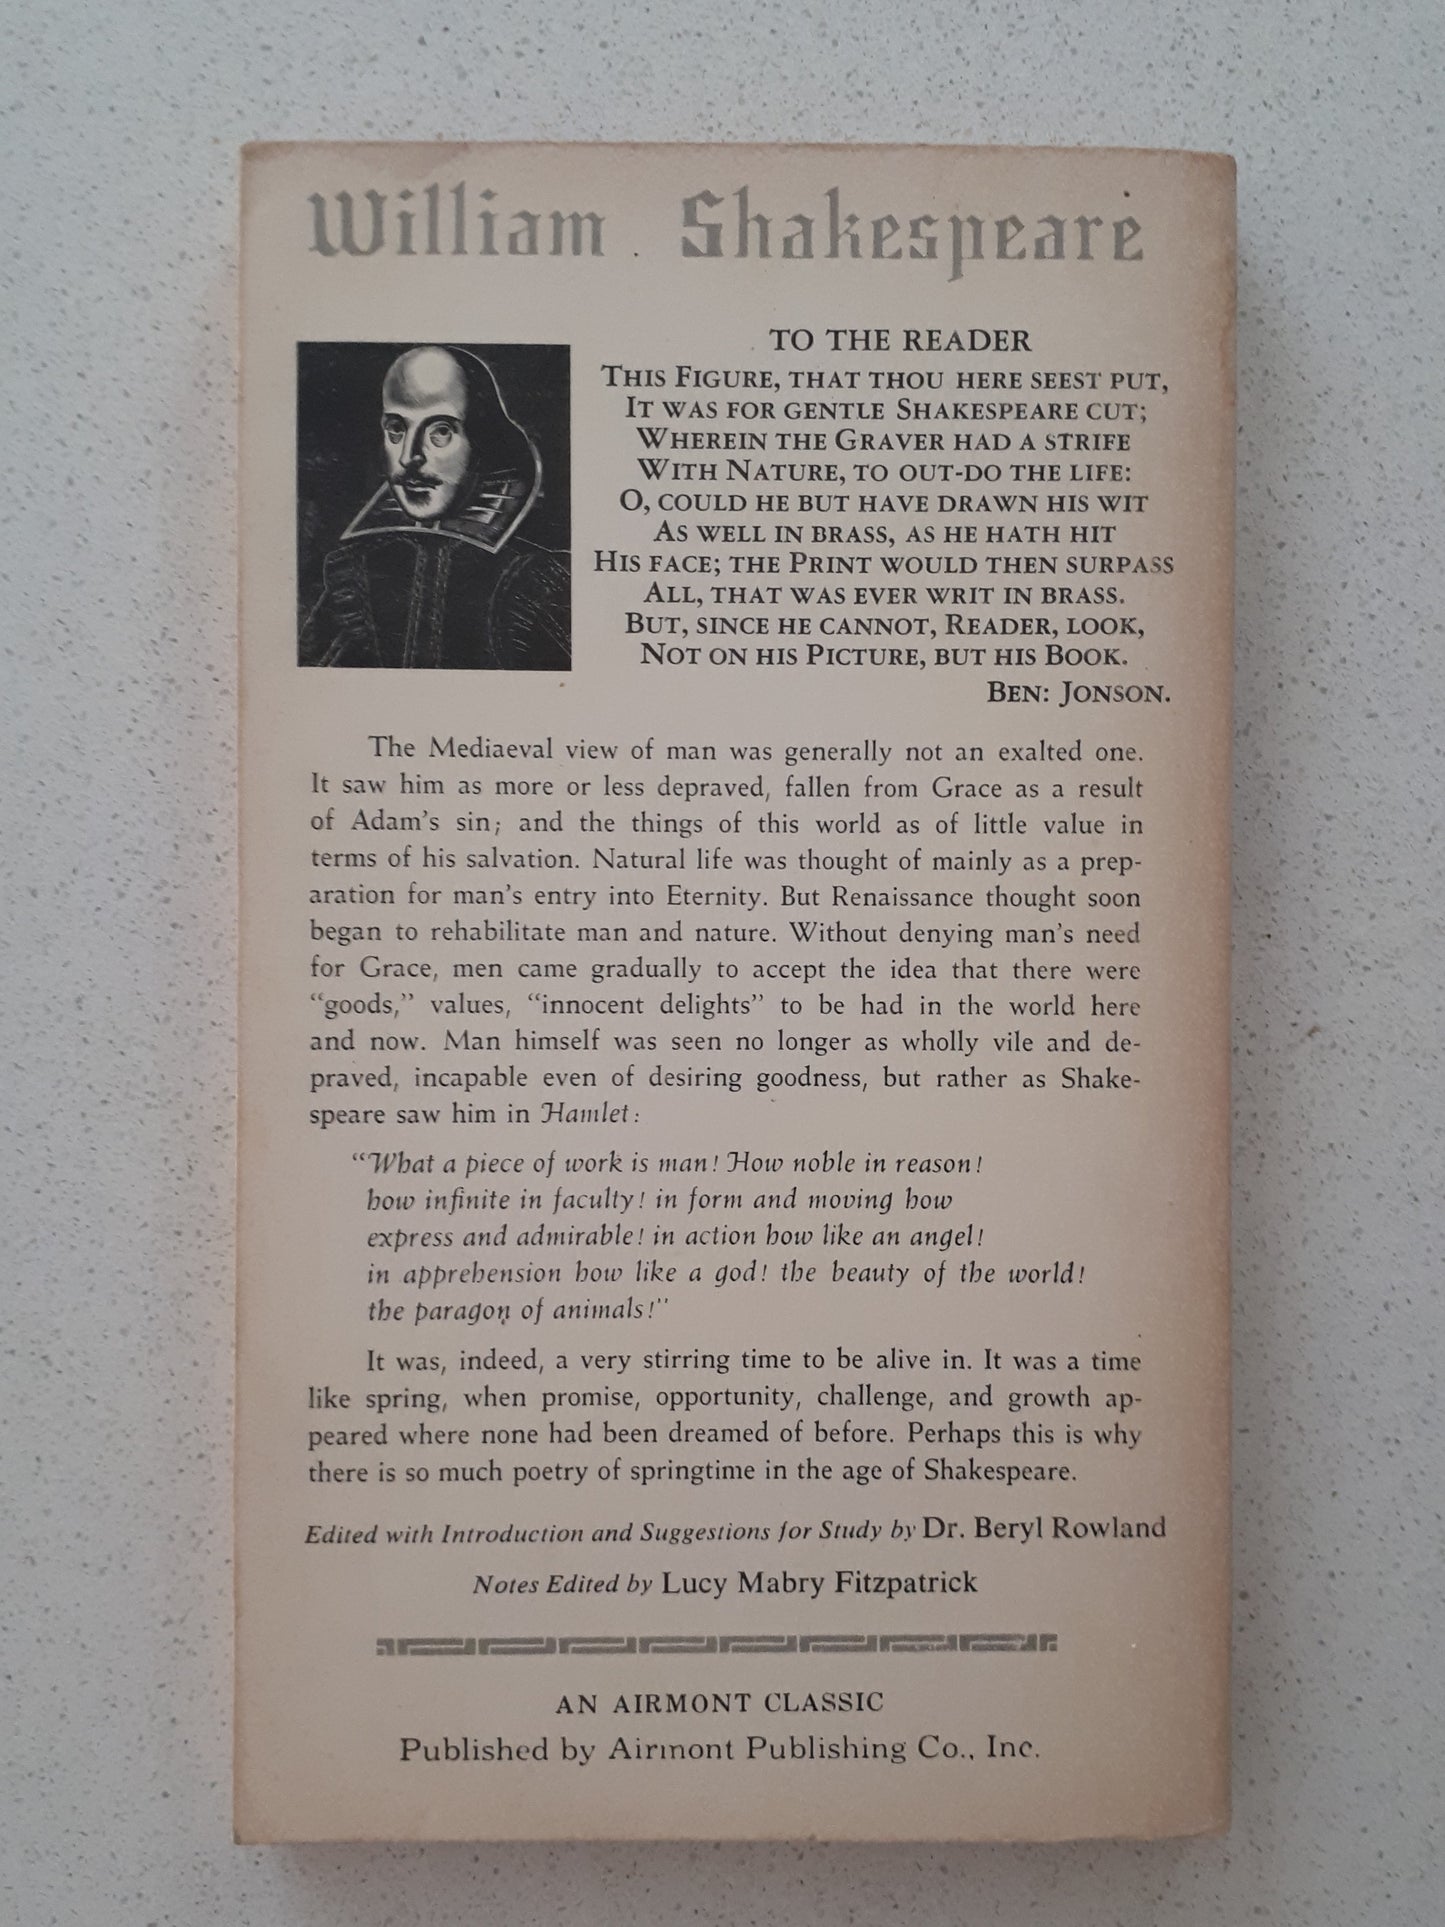 William Shakespeare
TO THE READER
THIS FIGURE, THAT THOU HERE SEEST PUT,
IT WAS FOR GENTLE SHAKESPEARE CUT;
WHEREIN THE GRAVER HAD A STRIFE
WITH NATURE, TO OUT-DO THE LIFE:
O, COULD HE BUT HAVE DRAWN HIS WIT
AS WELL IN BRASS, AS HE HATH HIT
HIS FACE; THE PRINT WOULD THEN SURPASS
ALL, THAT WAS EVER WRIT IN BRASS.
BUT, SINCE HE CANNOT, READER, LOOK,
NOT ON HIS PICTURE, BUT HIS BOOK.
BEN: JONSON.
The Mediaeval view of man was generally not an exalted one.
It saw him as more or less depraved, fallen from Grace as a result
of Adam's sin; and the things of this world as of little value in
terms of his salvation. Natural life was thought of mainly as a prep-
aration for man's entry into Eternity. But Renaissance thought soon
began to rehabilitate man and nature. Without denying man's need
for Grace, men came gradually to accept the idea that there were
"goods," values, "innocent delights" to be had in the world here
and now. Man himself was seen no longer as wholly vile and de-
praved, incapable even of desiring goodness, but rather as Shake-
speare saw him in Hamlet:
"What a piece of work is man! How noble in reason!
how infinite in faculty! in form and moving how
express and admirable! in action how like an angel!
in apprehension how like a god! the beauty of the world!
the paragon of animals!"
It was, indeed, a very stirring time to be alive in. It was a time
like spring, when promise, opportunity, challenge, and growth ap-
peared where none had been dreamed of before. Perhaps this is why
there is so much poetry of springtime in the age of Shakespeare.
Edited with Introduction and Suggestions for Study by Dr. Beryl Rowland
Notes Edited by Lucy Mabry Fitzpatrick
AN AIRMONT CLASSIC
Published by Airmont Publishing Co., Inc.